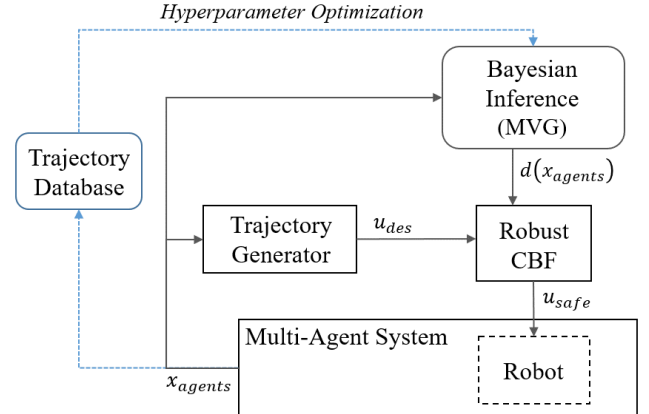 Hyperparameter Optimization
Bayesian
Inference
(MVG)
Trajectory
Database
d(x_agents)
Trajectory
Generator
u_des
Robust
CBF
u_safe
Multi-Agent System
x_agents
Robot